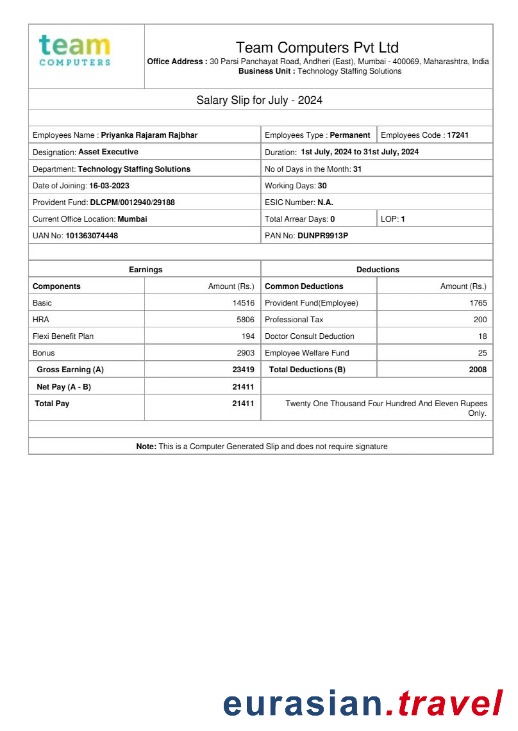 team
COMPUTERS
Team Computers Pvt Ltd
Office Address : 30 Parsi Panchayat Road, Andheri (East), Mumbai - 400069, Maharashtra, India
Business Unit : Technology Staffing Solutions
Salary Slip for July - 2024
Employees Name : Priyanka Rajaram Rajbhar Employees Type : Permanent Employees Code : 17241
Designation: Asset Executive Duration: 1st July, 2024 to 31st July, 2024
Department: Technology Staffing Solutions No of Days in the Month: 31
Date of Joining: 16-03-2023 Working Days: 30
Provident Fund: DLCPM/0012940/29188 ESIC Number: N.A.
Current Office Location: Mumbai Total Arrear Days: 0 LOP: 1
UAN No: 101363074448 PAN No: DUNPR9913P
Earnings Deductions
Components Amount (Rs.) Common Deductions Amount (Rs.)
Basic 14516 Provident Fund(Employee) 1765
HRA 5806 Professional Tax 200
Flexi Benefit Plan 194 Doctor Consult Deduction 18
Bonus 2903 Employee Welfare Fund 25
Gross Earning (A) 23419 Total Deductions (B) 2008
Net Pay (A - B) 21411
Total Pay 21411 Twenty One Thousand Four Hundred And Eleven Rupees
Only.
Note: This is a Computer Generated Slip and does not require signature
eurasian.travel